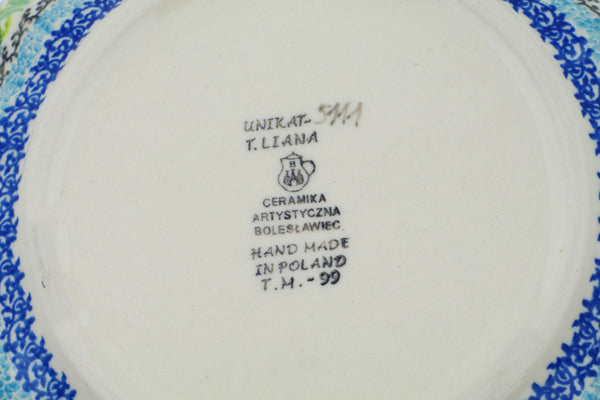 UNIKAT-5111
T. LIANA
B
CERAMIKA
ARTYSTYCZNA
BOLESŁAWIEC
HAND MADE
IN POLAND
T.M.-99